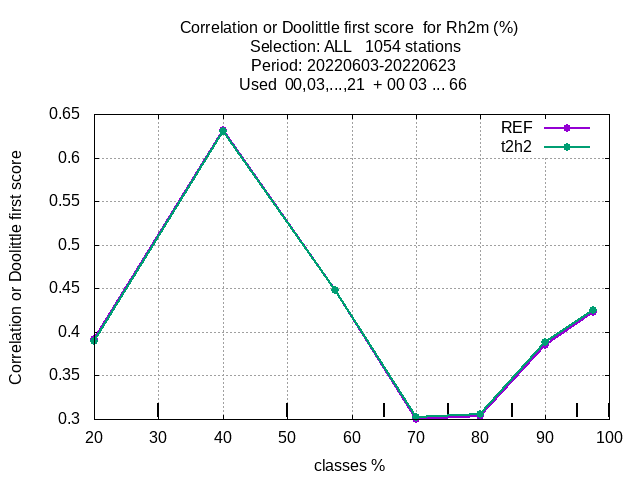 Correlation or Doolittle first score  for Rh2m (%)
Selection: ALL   1054 stations
Period: 20220603-20220623
Used  00,03,...,21  + 00 03 ... 66
REF
t2h2
Correlation or Doolittle first score
0.65
0.6
0.55
0.5
0.45
0.4
0.35
0.3
20 30 40 50 60 70 80 90 100
classes %